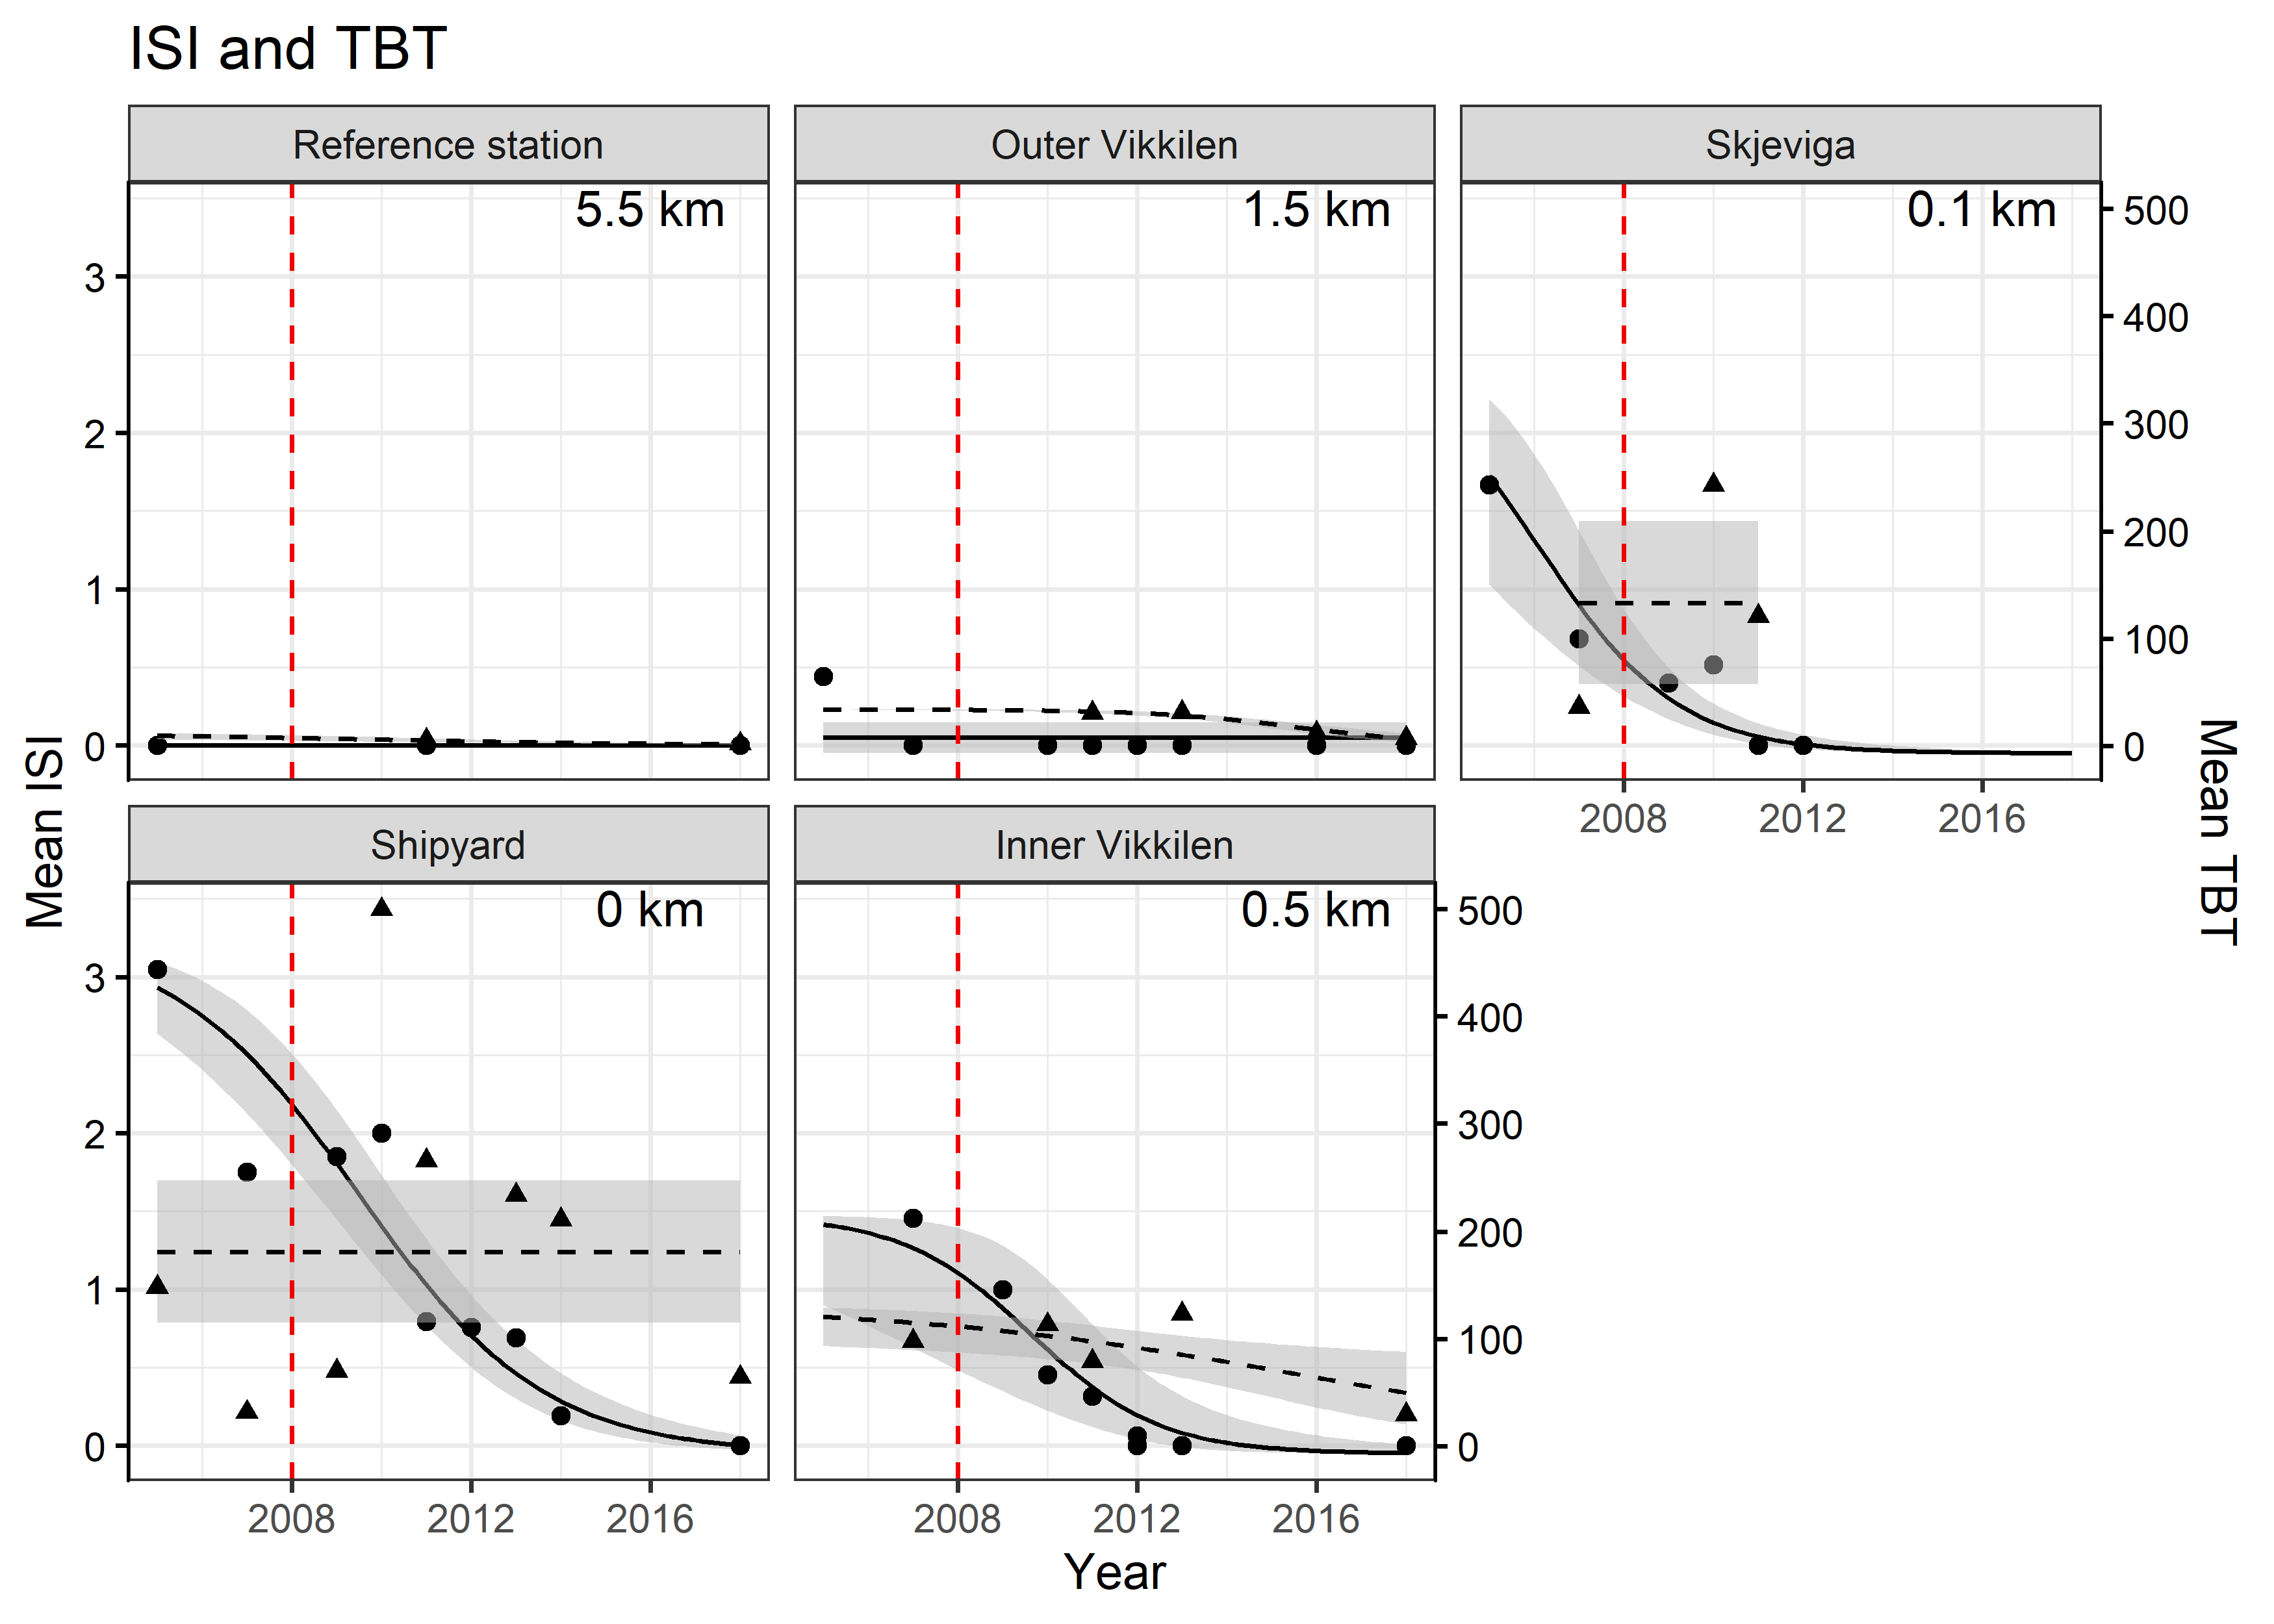 ISI and TBT
Reference station
Outer Vikkilen
Skjeviga
5.5 km
1.5 km
0.1 km
3
2
1
0
500
400
300
200
100
0
2008
2012
2016
Mean ISI
Mean TBT
Shipyard
Inner Vikkilen
0 km
0.5 km
3
2
1
0
500
400
300
200
100
0
2008
2012
2016
2008
2012
2016
Year